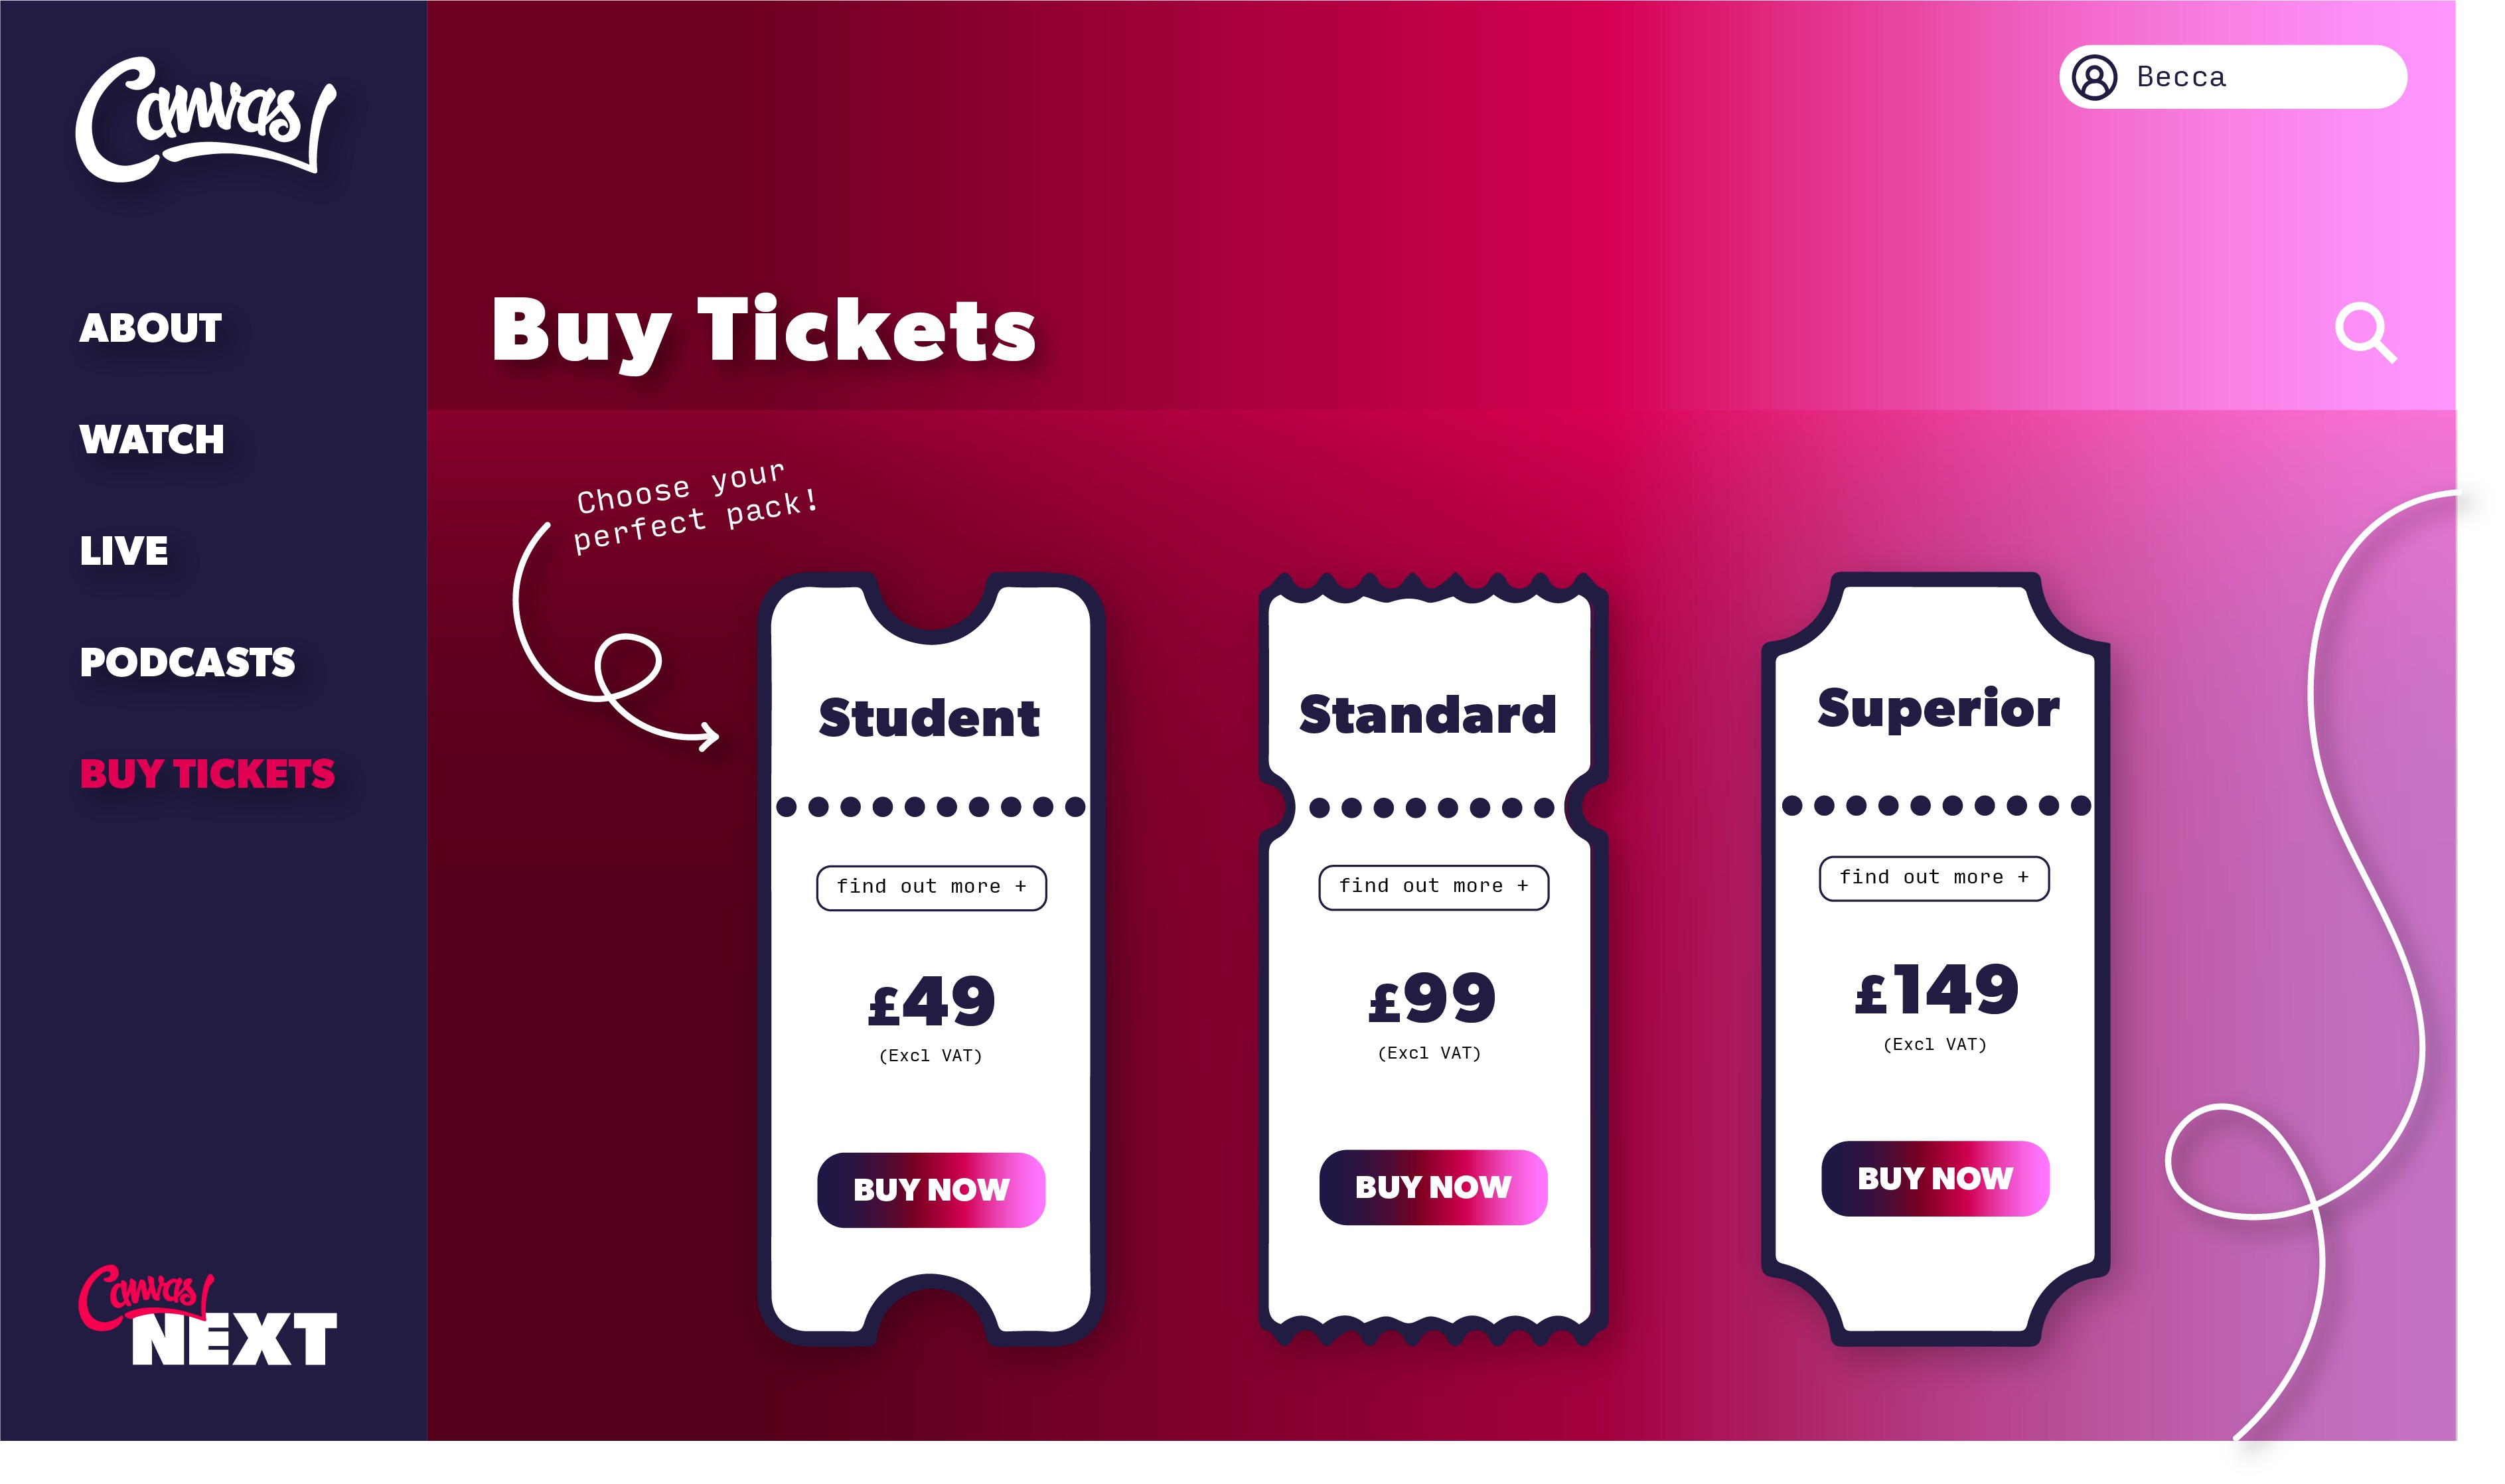 Canvas
Becca
ABOUT
WATCH
LIVE
PODCASTS
BUY TICKETS
Canvas
NEXT
Buy Tickets
Choose your
perfect pack!
Student
find out more +
£49
(Excl VAT)
BUY NOW
Standard
find out more +
£99
(Excl VAT)
BUY NOW
Superior
find out more +
£149
(Excl VAT)
BUY NOW